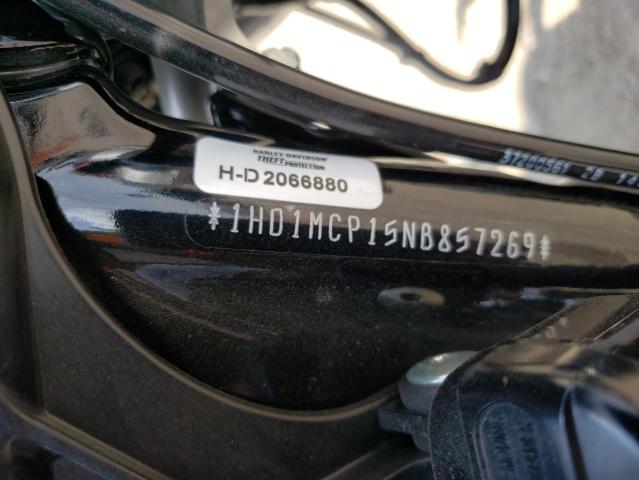 HARLEY-DAVIDSON
THEFT PROTECTION
H-D 2066880
*1HD1MCP15NB857269*